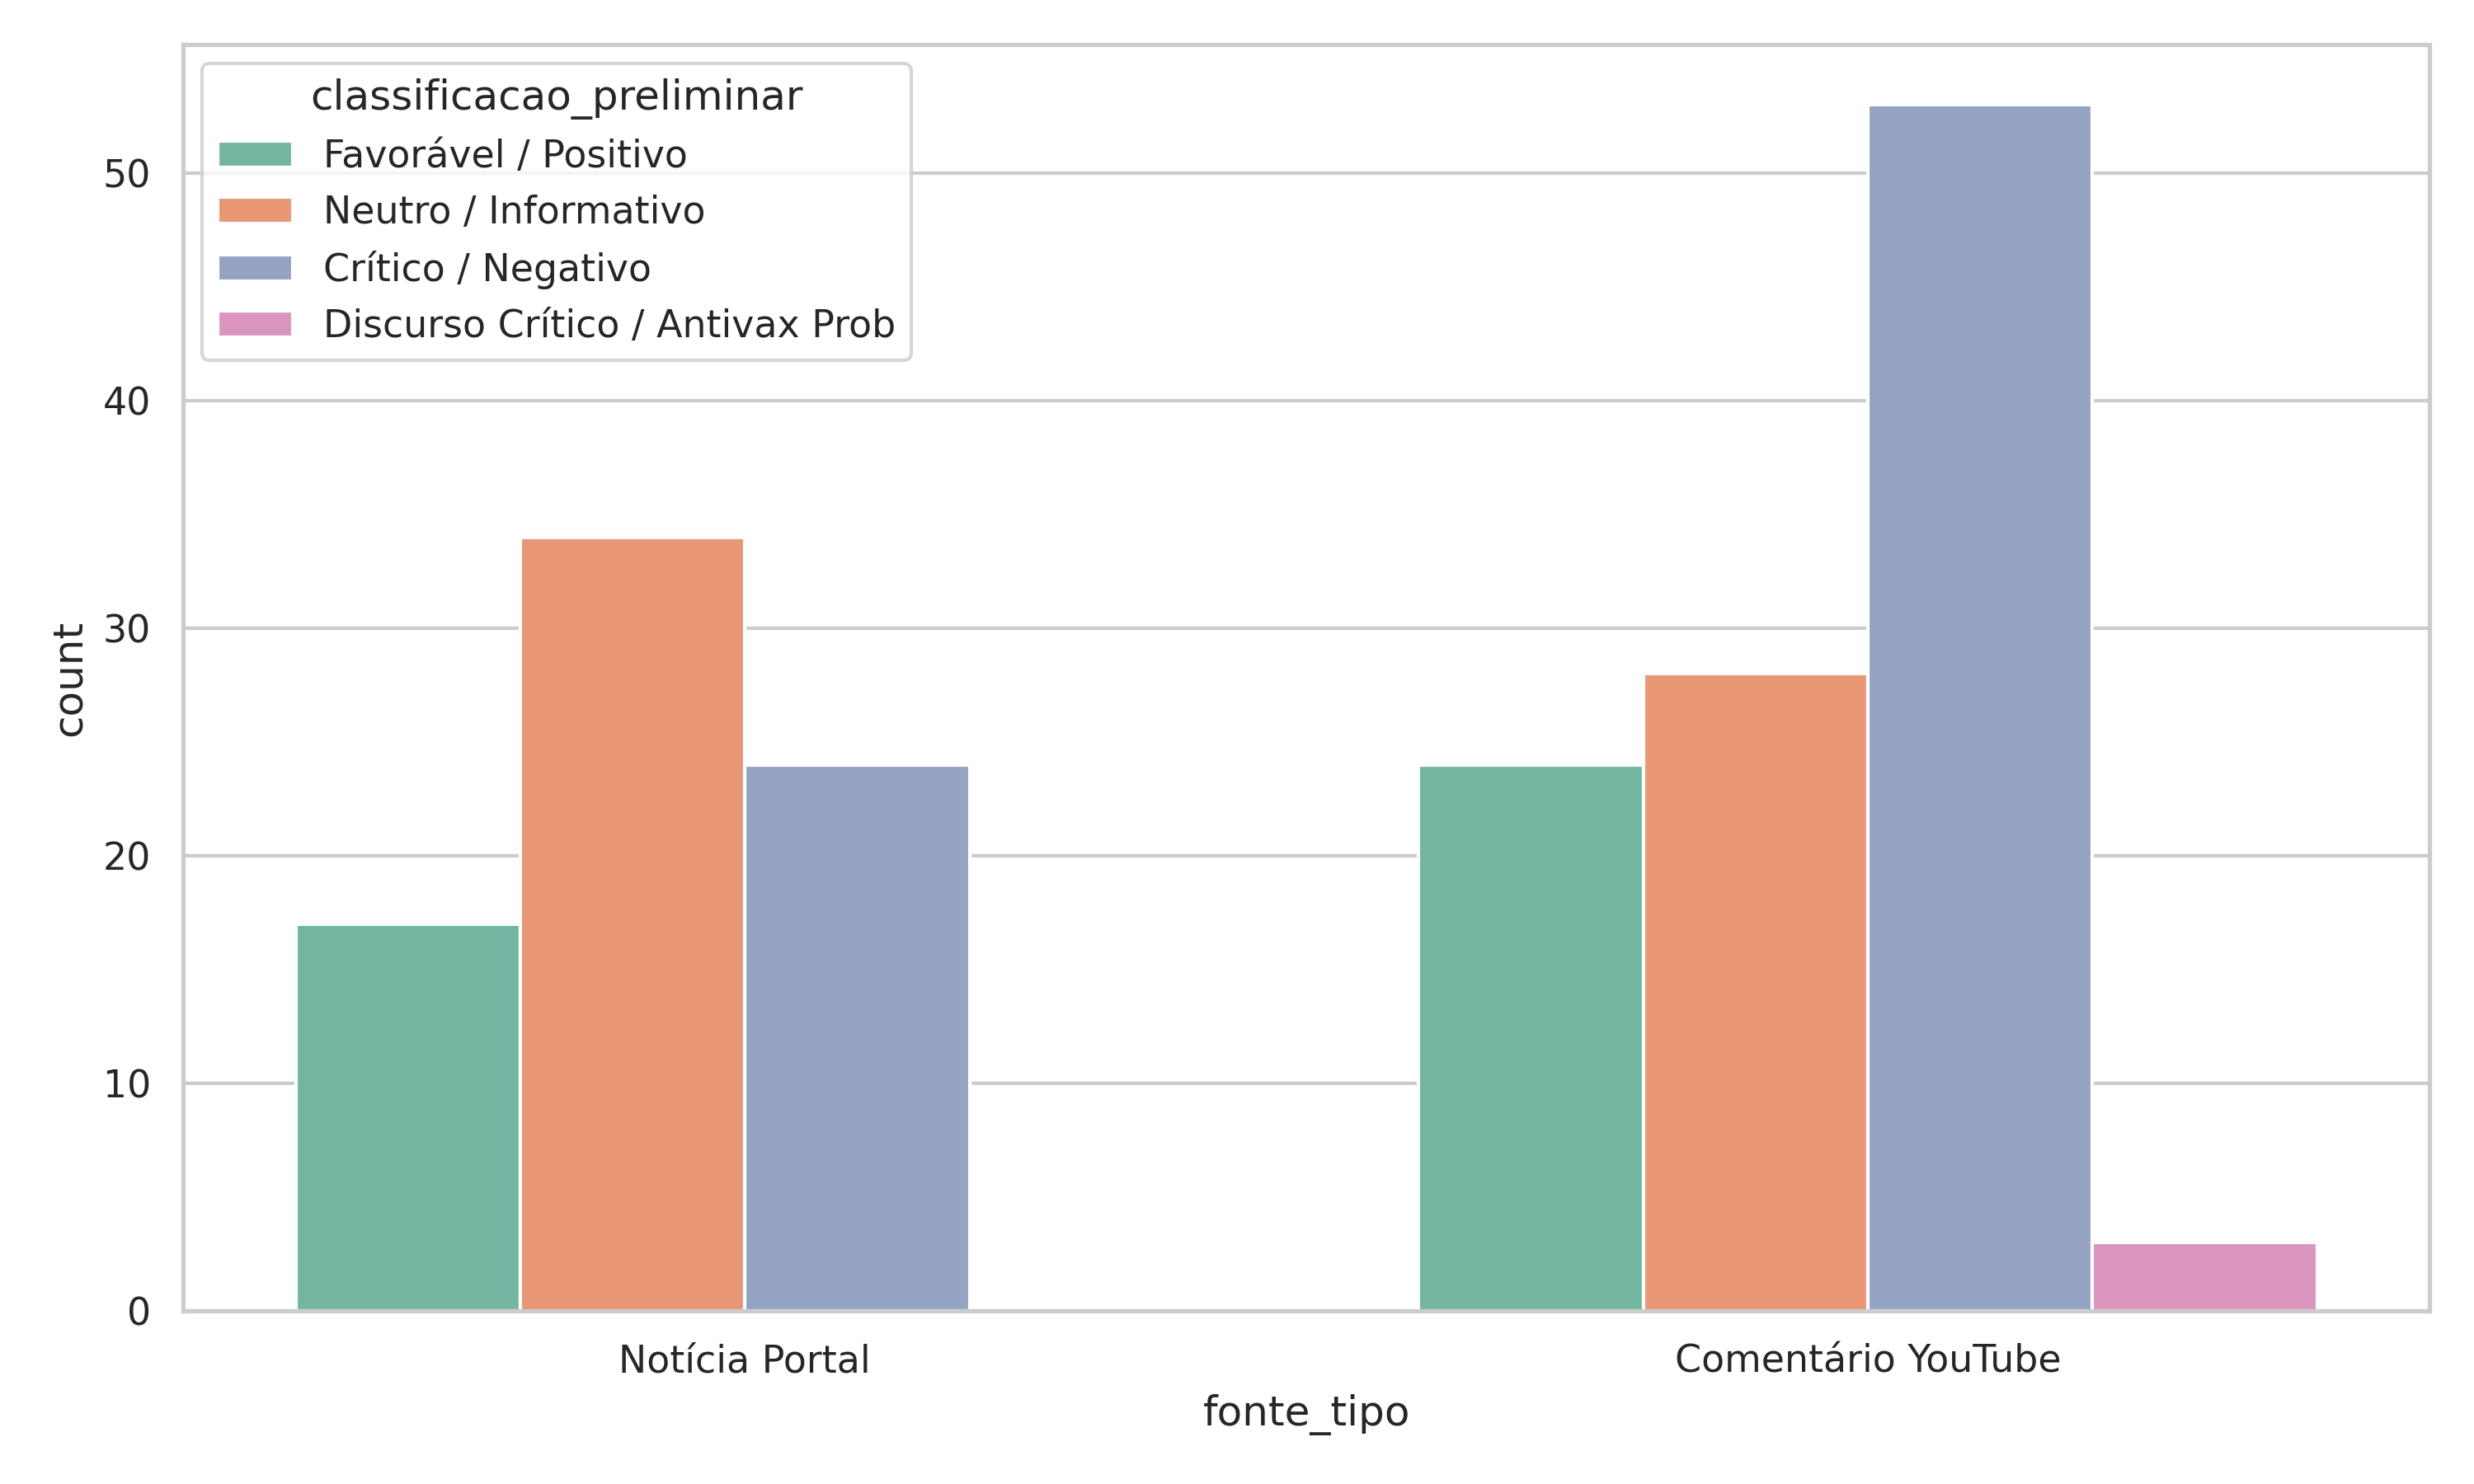 classificacao_preliminar
Favorável / Positivo
Neutro / Informativo
Crítico / Negativo
Discurso Crítico / Antivax Prob
50
40
30
20
10
0
count
Notícia Portal
Comentário YouTube
fonte_tipo